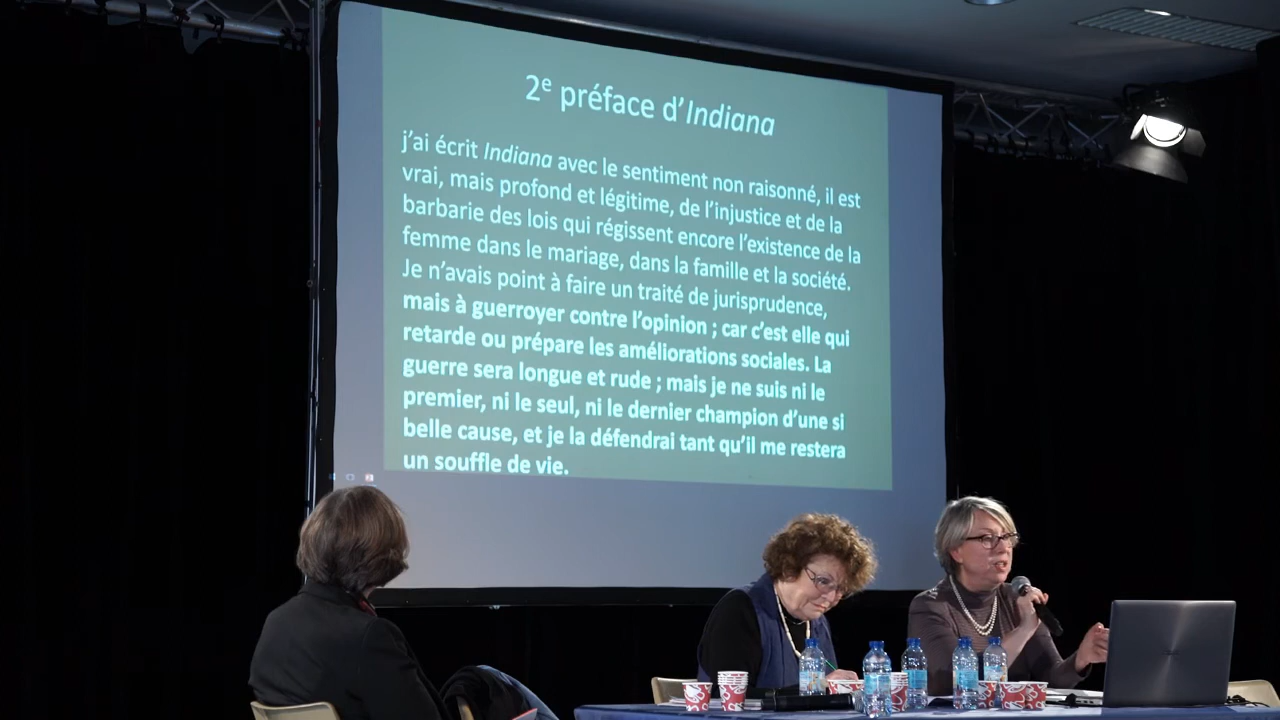 2e préface d’Indiana
j’ai écrit Indiana avec le sentiment non raisonné, il est
vrai, mais profond et légitime, de l’injustice et de la
barbarie des lois qui régissent encore l’existence de la
femme dans le mariage, dans la famille et la société.
Je n’avais point à faire un traité de jurisprudence,
mais à guerroyer contre l’opinion ; car c’est elle qui
retarde ou prépare les améliorations sociales. La
guerre sera longue et rude ; mais je ne suis ni le
premier, ni le seul, ni le dernier champion d’une si
belle cause, et je la défendrai tant qu’il me restera
un souffle de vie.